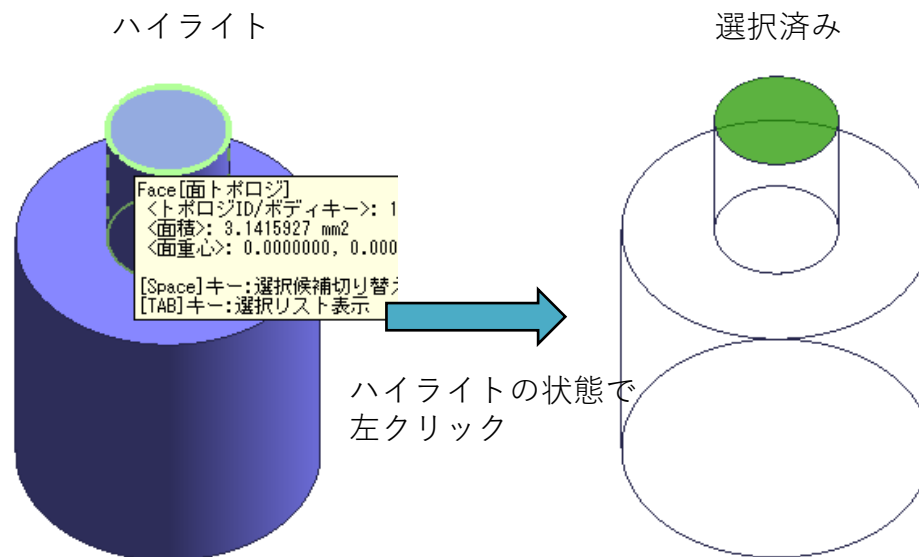 ハイライト
選択済み
Face[面トポロジ]
<トポロジID/ボディキー>: 1
<面積>: 3.1415927 mm2
<面重心>: 0.0000000, 0.000
[Space]キー:選択候補切り替え
[TAB]キー:選択リスト表示
ハイライトの状態で
左クリック